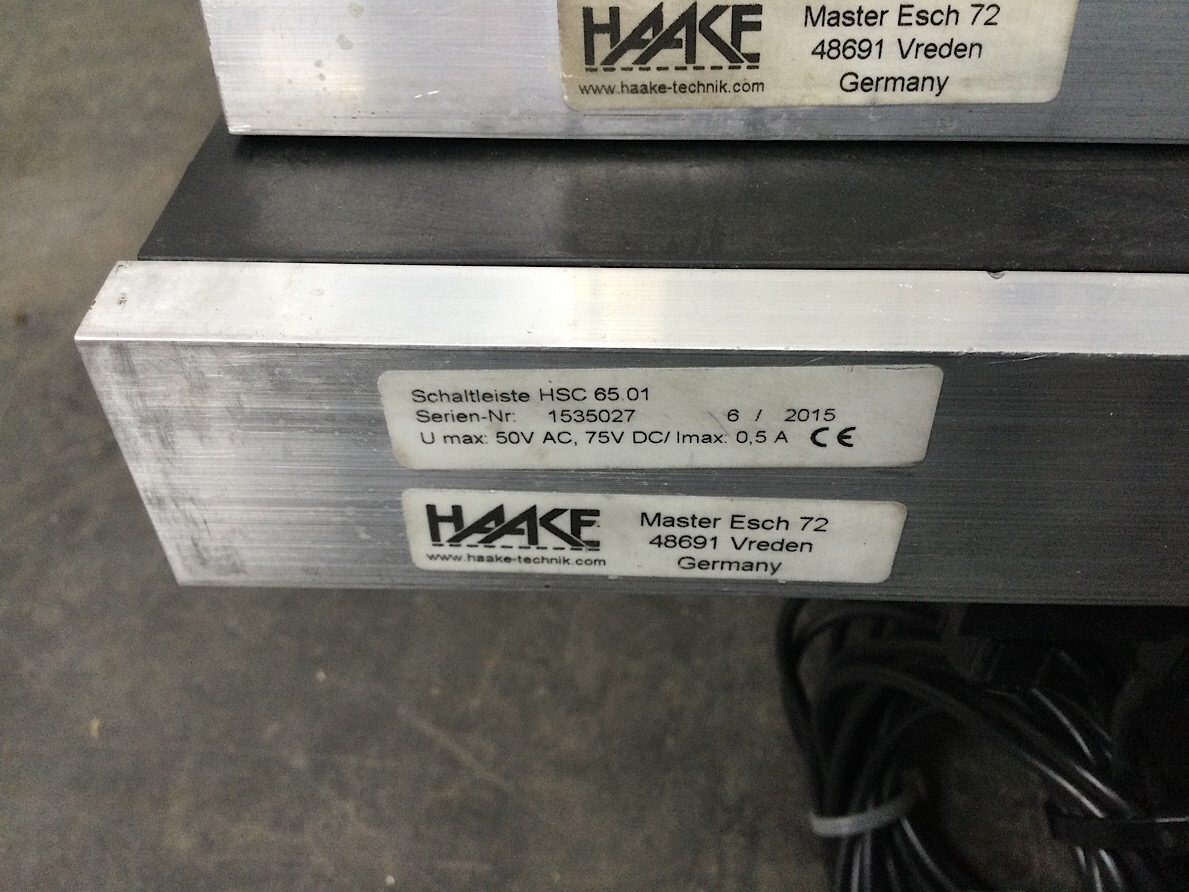 HAAKE
www.haake-technik.com
Master Esch 72
48691 Vreden
Germany
Schaltleiste HSC 65.01
Serien-Nr: 1535027 6 / 2015
U max: 50V AC, 75V DC/ Imax: 0,5 A CE
HAAKE
www.haake-technik.com
Master Esch 72
48691 Vreden
Germany